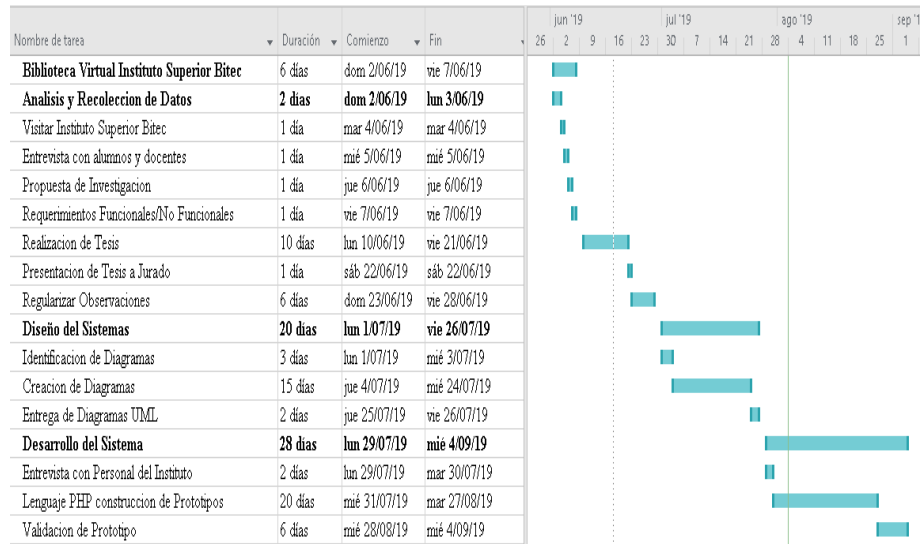 jun '19 jul '19 ago '19 sep '1
Nombre de tarea Duración Comienzo Fin 26 2 9 16 23 30 7 14 21 28 4 11 18 25 1
Biblioteca Virtual Instituto Superior Bitec 6 días dom 2/06/19 vie 7/06/19
Analisis y Recoleccion de Datos 2 dias dom 2/06/19 lun 3/06/19
Visitar Instituto Superior Bitec 1 día mar 4/06/19 mar 4/06/19
Entrevista con alumnos y docentes 1 día mié 5/06/19 mié 5/06/19
Propuesta de Investigacion 1 día jue 6/06/19 jue 6/06/19
Requerimientos Funcionales/No Funcionales 1 día vie 7/06/19 vie 7/06/19
Realizacion de Tesis 10 días lun 10/06/19 vie 21/06/19
Presentacion de Tesis a Jurado 1 día sáb 22/06/19 sáb 22/06/19
Regularizar Observaciones 6 días dom 23/06/19 vie 28/06/19
Diseño del Sistemas 20 dias lun 1/07/19 vie 26/07/19
Identificacion de Diagramas 3 días lun 1/07/19 mié 3/07/19
Creacion de Diagramas 15 días jue 4/07/19 mié 24/07/19
Entrega de Diagramas UML 2 días jue 25/07/19 vie 26/07/19
Desarrollo del Sistema 28 dias lun 29/07/19 mié 4/09/19
Entrevista con Personal del Instituto 2 días lun 29/07/19 mar 30/07/19
Lenguaje PHP construccion de Prototipos 20 días mié 31/07/19 mar 27/08/19
Validacion de Prototipo 6 días mié 28/08/19 mié 4/09/19